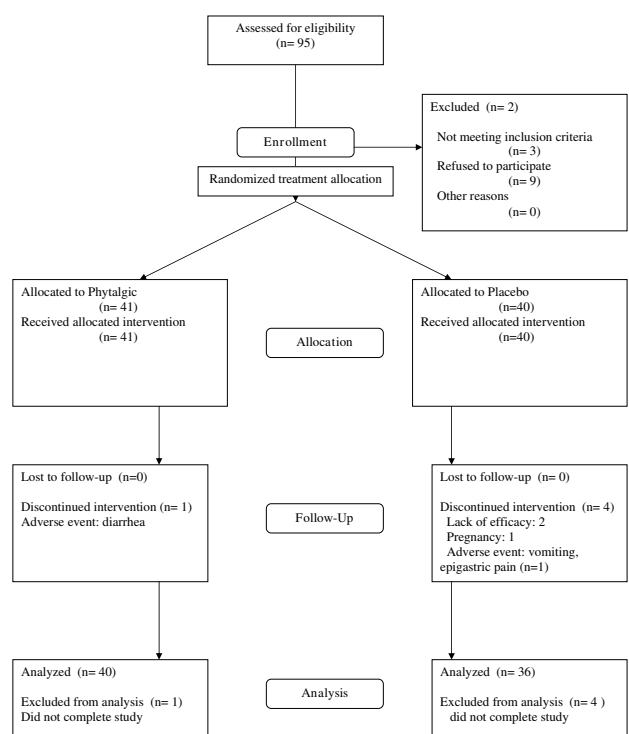 Assessed for eligibility
(n= 95)
Excluded (n= 2)
Not meeting inclusion criteria
(n= 3)
Refused to participate
(n= 9)
Other reasons
(n= 0)
Enrollment
Randomized treatment allocation
Allocated to Phytalgic
(n= 41)
Received allocated intervention
(n= 41)
Allocation
Allocated to Placebo
(n=40)
Received allocated intervention
(n=40)
Lost to follow-up (n=0)
Discontinued intervention (n= 1)
Adverse event: diarrhea
Follow-Up
Lost to follow-up (n= 0)
Discontinued intervention (n= 4)
Lack of efficacy: 2
Pregnancy: 1
Adverse event: vomiting,
epigastric pain (n=1)
Analyzed (n= 40)
Excluded from analysis (n= 1)
Did not complete study
Analysis
Analyzed (n= 36)
Excluded from analysis (n= 4 )
did not complete study